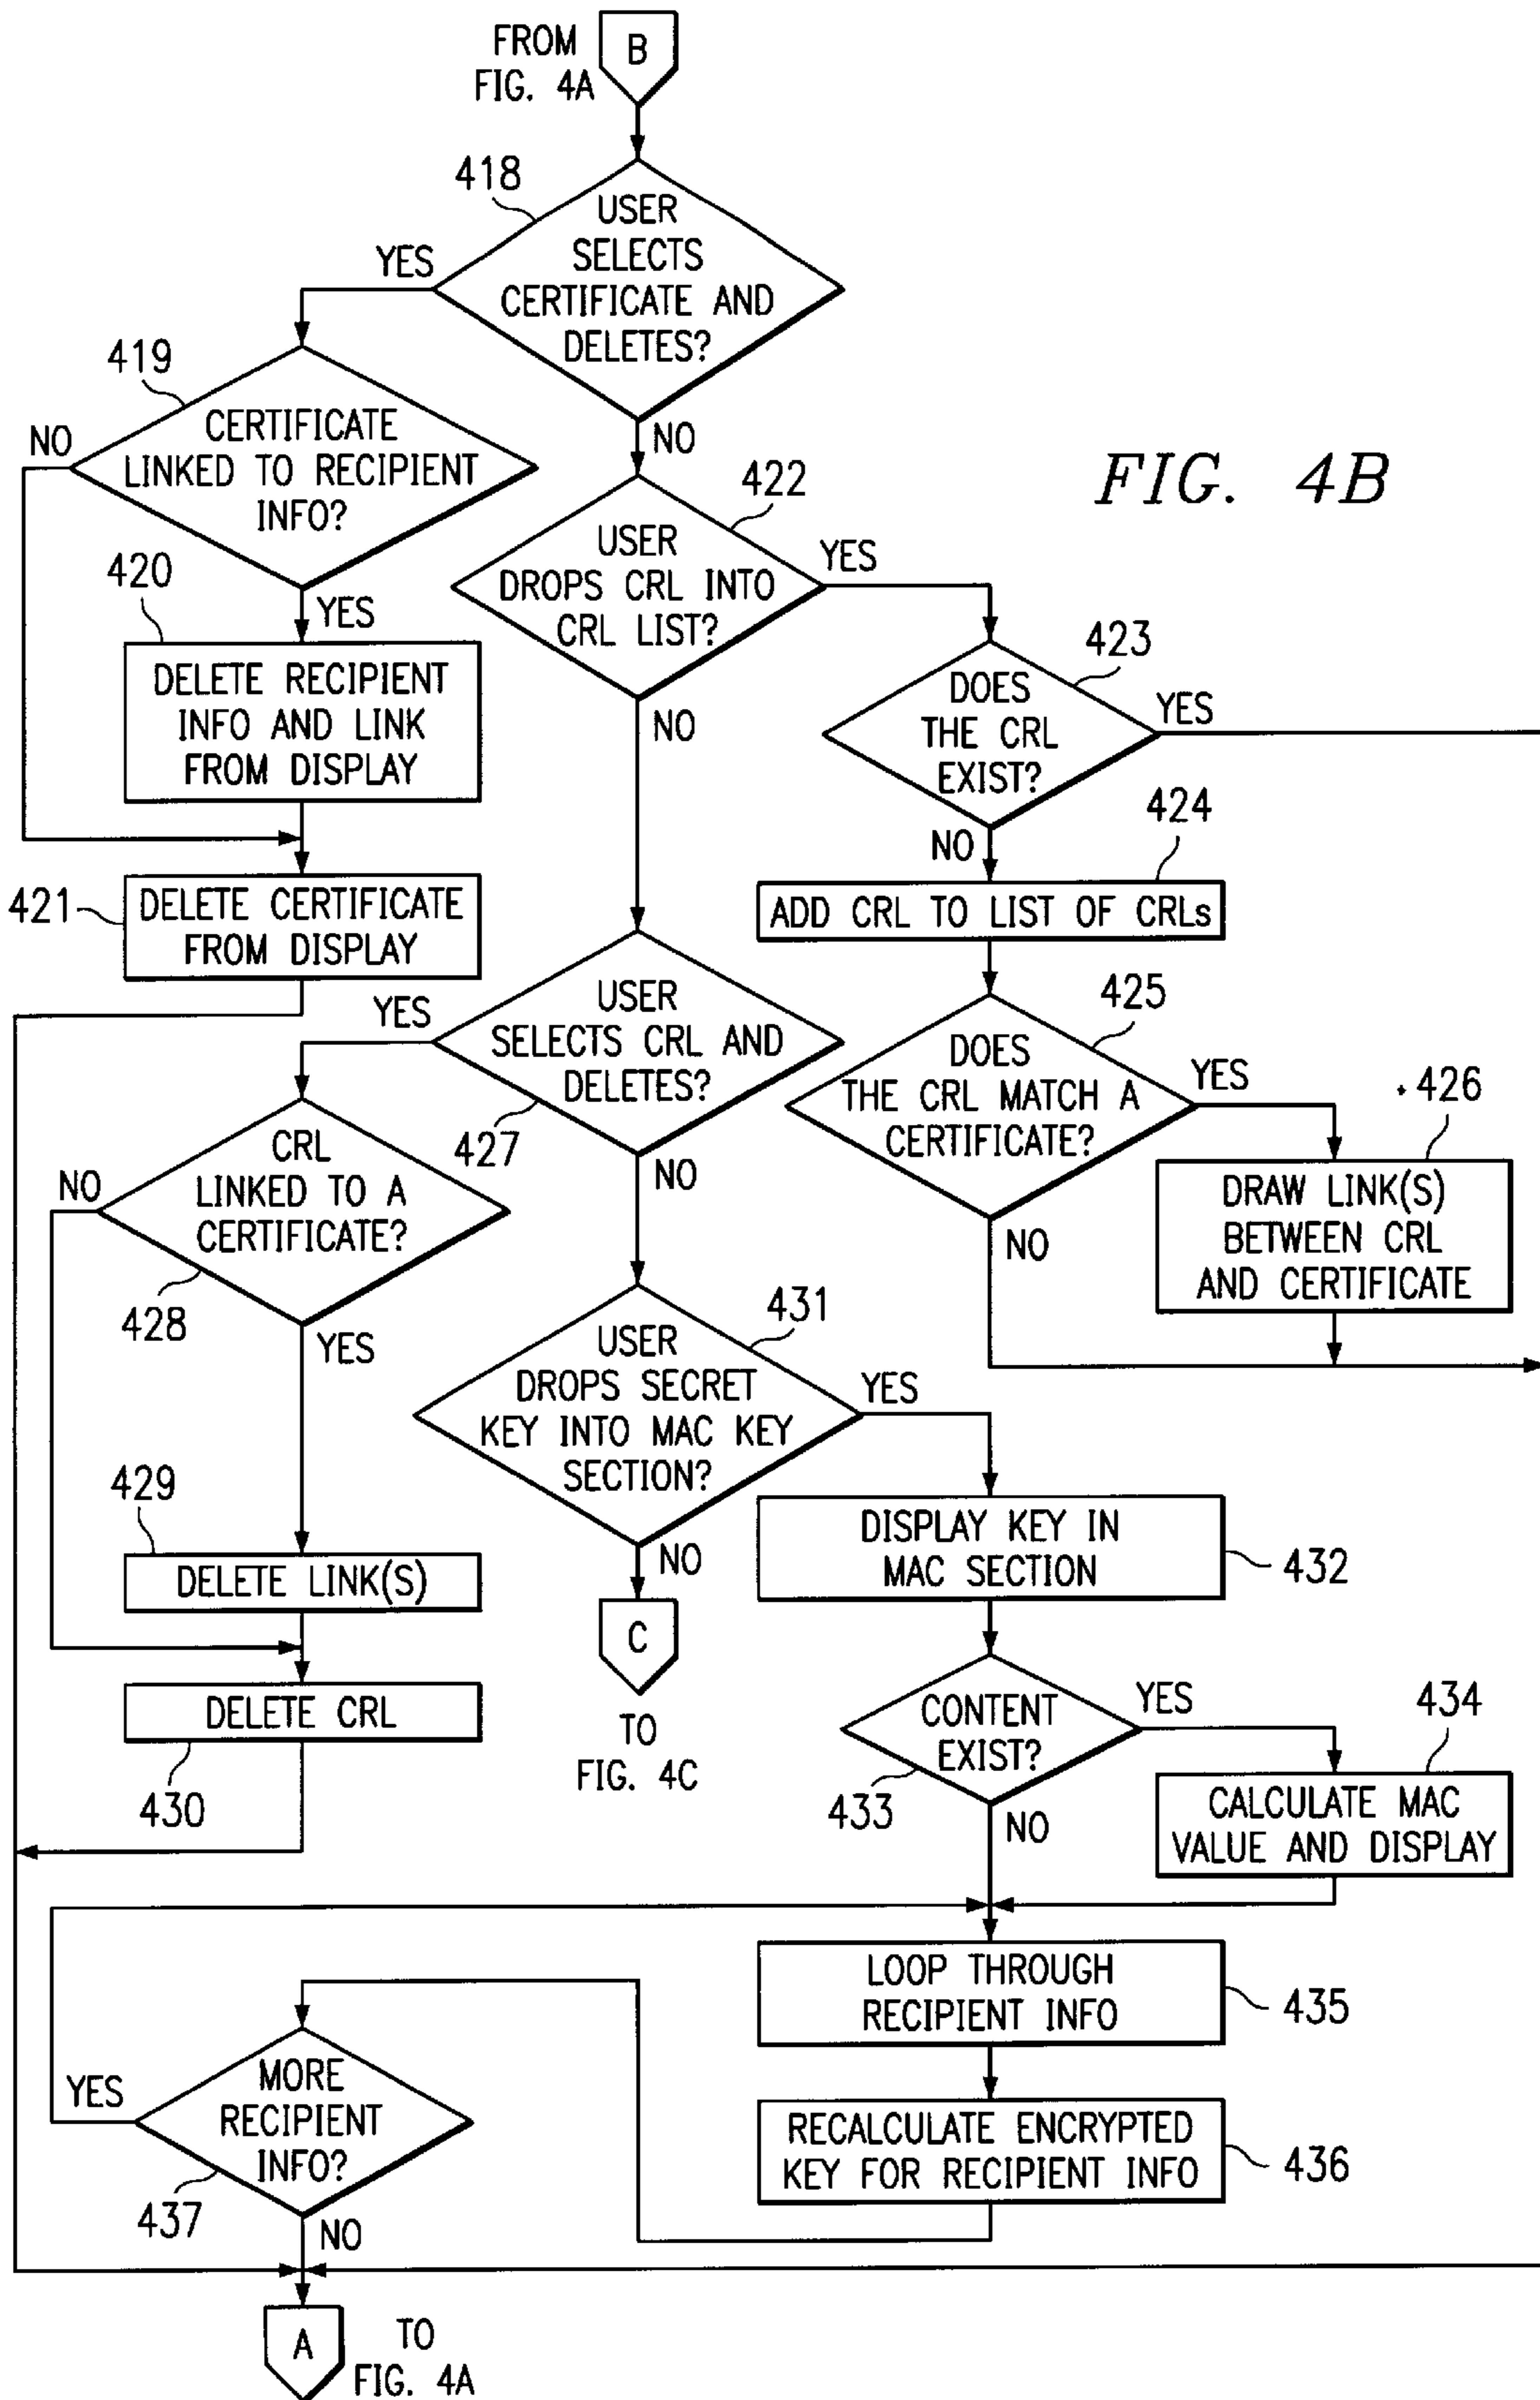 FROM
FIG. 4A
B
418
USER
SELECTS
CERTIFICATE AND
DELETES?
YES
NO
419
CERTIFICATE
LINKED TO RECIPIENT
INFO?
NO
YES
FIG. 4B
422
USER
DROPS CRL INTO
CRL LIST?
YES
NO
420
DELETE RECIPIENT
INFO AND LINK
FROM DISPLAY
423
DOES
THE CRL
EXIST?
YES
NO
421
DELETE CERTIFICATE
FROM DISPLAY
424
ADD CRL TO LIST OF CRLs
427
USER
SELECTS CRL AND
DELETES?
YES
NO
425
DOES
THE CRL MATCH A
CERTIFICATE?
YES
NO
426
DRAW LINK(S)
BETWEEN CRL
AND CERTIFICATE
428
CRL
LINKED TO A
CERTIFICATE?
NO
YES
431
USER
DROPS SECRET
KEY INTO MAC KEY
SECTION?
YES
NO
429
DELETE LINK(S)
432
DISPLAY KEY IN
MAC SECTION
C
TO
FIG. 4C
430
DELETE CRL
433
CONTENT
EXIST?
YES
NO
434
CALCULATE MAC
VALUE AND DISPLAY
435
LOOP THROUGH
RECIPIENT INFO
436
RECALCULATE ENCRYPTED
KEY FOR RECIPIENT INFO
437
MORE
RECIPIENT
INFO?
YES
NO
A
TO
FIG. 4A